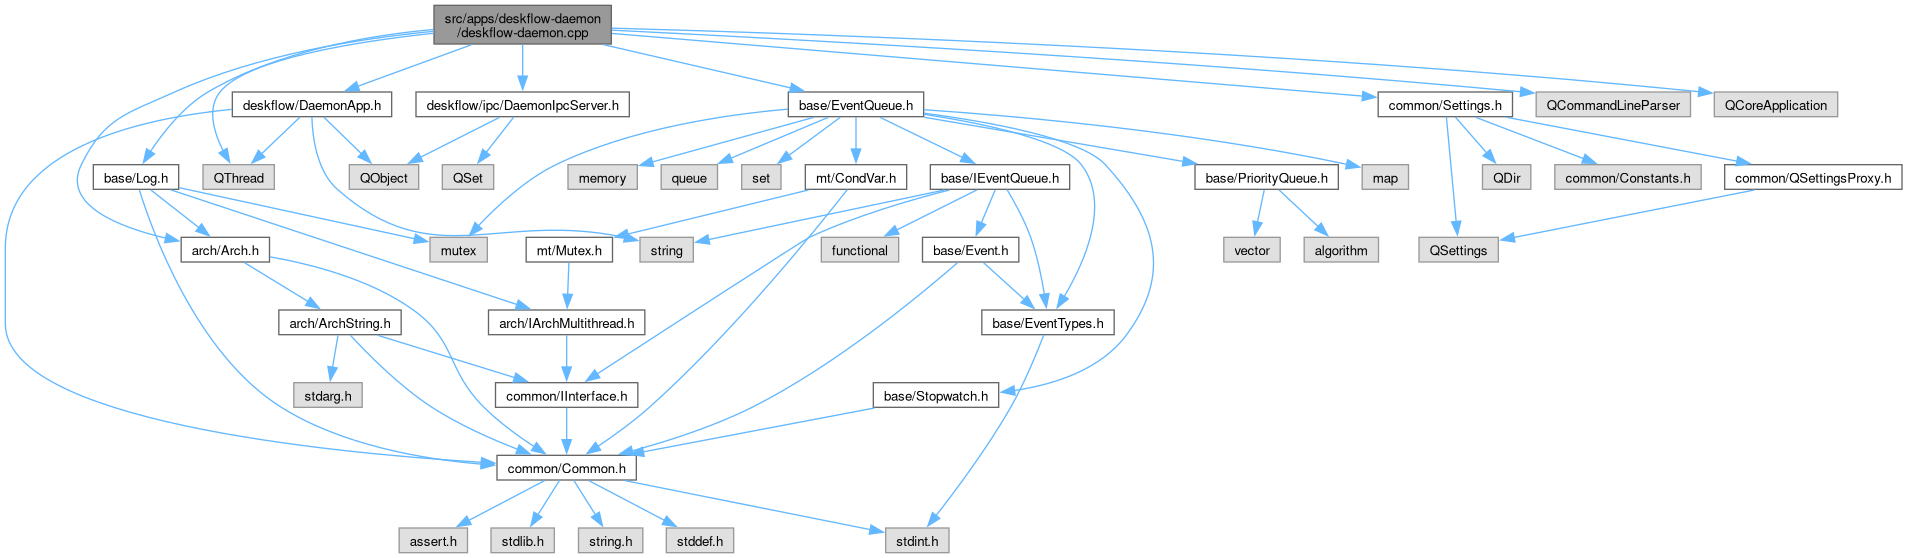 src/apps/deskflow-daemon
/deskflow-daemon.cpp
deskflow/DaemonApp.h
deskflow/ipc/DaemonIpcServer.h
base/EventQueue.h
common/Settings.h
QCommandLineParser
QCoreApplication
base/Log.h
QThread
QObject
QSet
memory
queue
set
mt/CondVar.h
base/IEventQueue.h
base/PriorityQueue.h
map
QDir
common/Constants.h
common/QSettingsProxy.h
arch/Arch.h
mutex
mt/Mutex.h
string
functional
base/Event.h
vector
algorithm
QSettings
arch/ArchString.h
arch/IArchMultithread.h
base/EventTypes.h
stdarg.h
common/IInterface.h
base/Stopwatch.h
common/Common.h
assert.h
stdlib.h
string.h
stddef.h
stdint.h